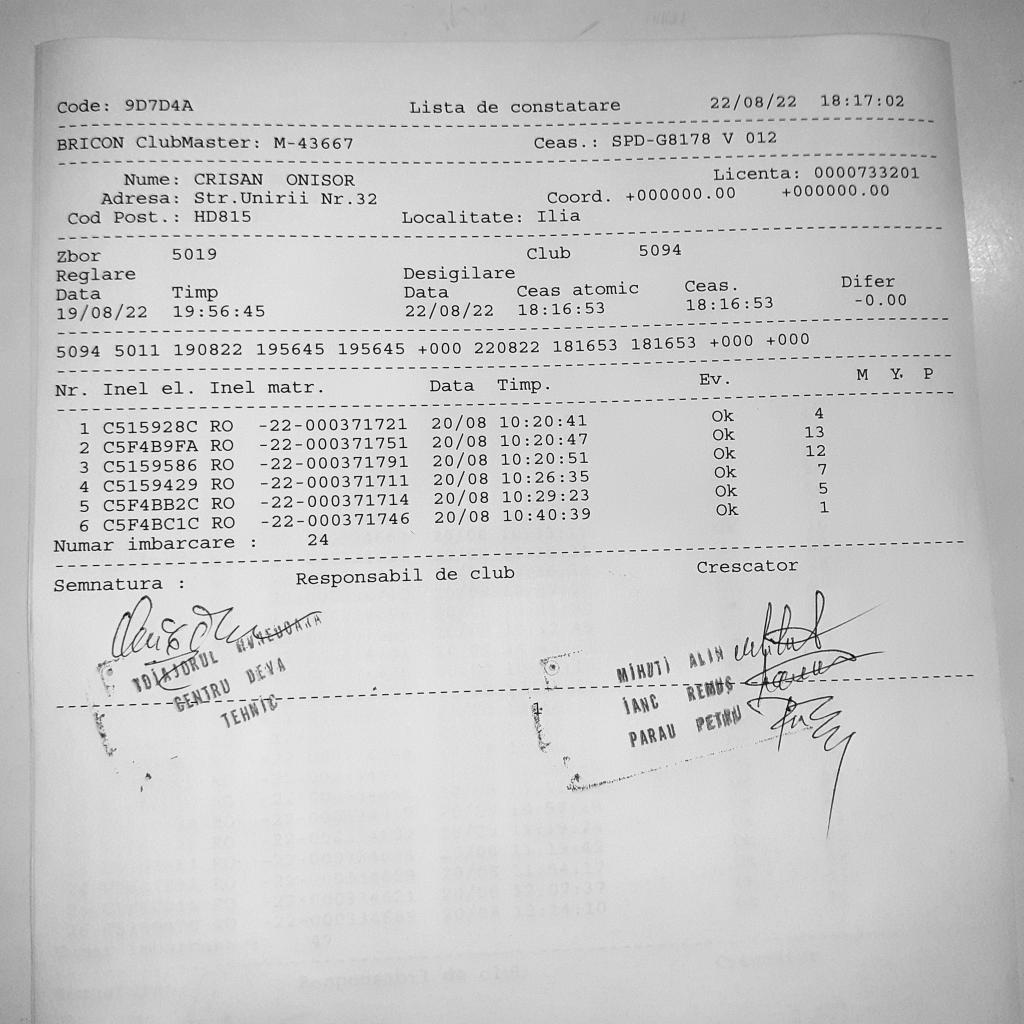 Code: 9D7D4A Lista de constatare 22/08/22 18:17:02
BRICON ClubMaster: M-43667 Ceas.: SPD-G8178 V 012
Nume: CRISAN ONISOR Licenta: 0000733201
Adresa: Str.Unirii Nr.32 Coord. +000000.00 +000000.00
Cod Post.: HD815 Localitate: Ilia
Zbor 5019 Club 5094
Reglare Desigilare
Data Timp Data Ceas atomic Ceas. Difer
19/08/22 19:56:45 22/08/22 18:16:53 18:16:53 -0.00
5094 5011 190822 195645 195645 +000 220822 181653 181653 +000 +000
Nr. Inel el. Inel matr. Data Timp. Ev. M Y. P
1 C515928C RO -22-000371721 20/08 10:20:41 Ok 4
2 C5F4B9FA RO -22-000371751 20/08 10:20:47 Ok 13
3 C5159586 RO -22-000371791 20/08 10:20:51 Ok 12
4 C5159429 RO -22-000371711 20/08 10:26:35 Ok 7
5 C5F4BB2C RO -22-000371714 20/08 10:29:23 Ok 5
6 C5F4BC1C RO -22-000371746 20/08 10:40:39 Ok 1
Numar imbarcare : 24
Semnatura : Responsabil de club Crescator
VOIAJORUL HUNEDOARA
CENTRU DEVA
TEHNIC
MIHUTI ALIN
IANC REMUS
PARAU PETRU